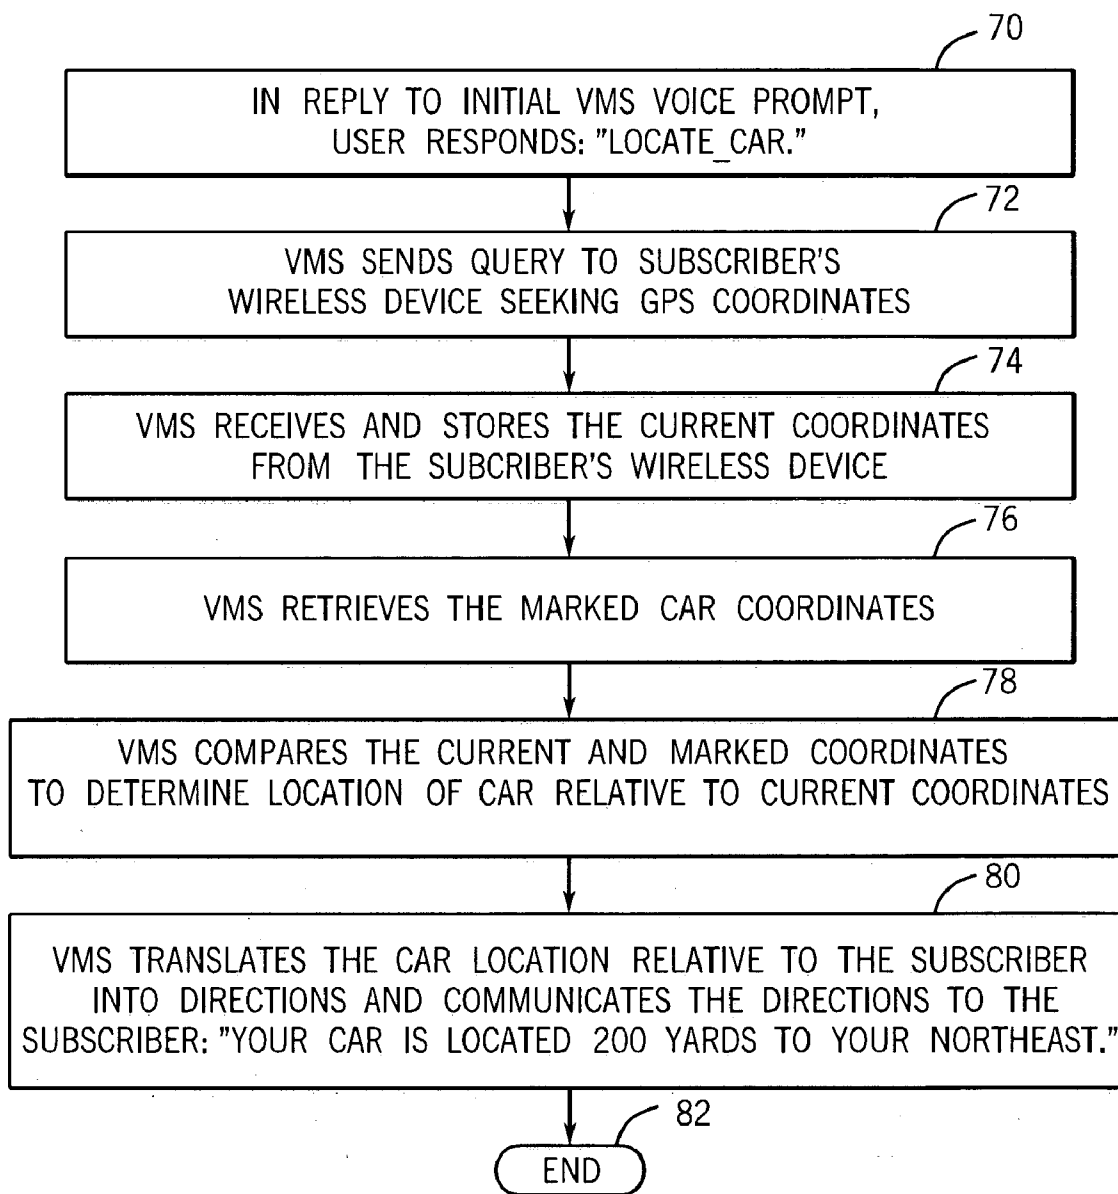 70
IN REPLY TO INITIAL VMS VOICE PROMPT,
USER RESPONDS: "LOCATE_CAR."
72
VMS SENDS QUERY TO SUBSCRIBER'S
WIRELESS DEVICE SEEKING GPS COORDINATES
74
VMS RECEIVES AND STORES THE CURRENT COORDINATES
FROM THE SUBCRIBER'S WIRELESS DEVICE
76
VMS RETRIEVES THE MARKED CAR COORDINATES
78
VMS COMPARES THE CURRENT AND MARKED COORDINATES
TO DETERMINE LOCATION OF CAR RELATIVE TO CURRENT COORDINATES
80
VMS TRANSLATES THE CAR LOCATION RELATIVE TO THE SUBSCRIBER
INTO DIRECTIONS AND COMMUNICATES THE DIRECTIONS TO THE
SUBSCRIBER: "YOUR CAR IS LOCATED 200 YARDS TO YOUR NORTHEAST."
82
END